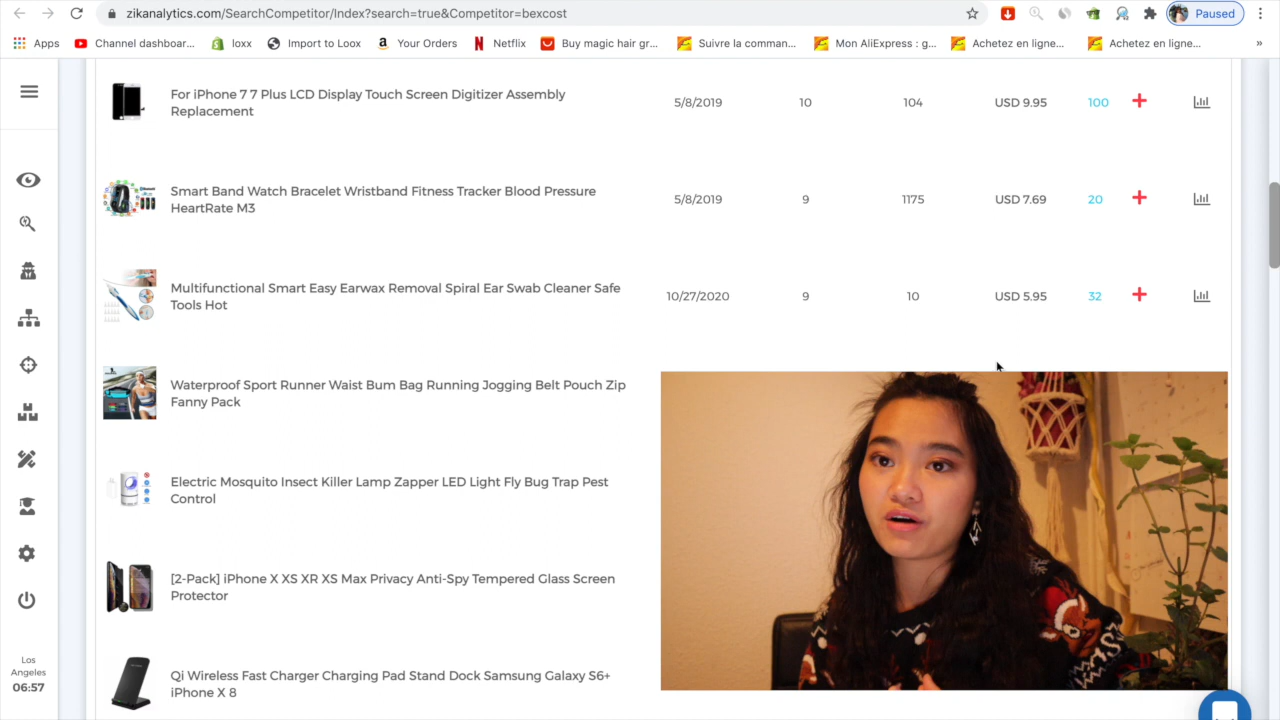 zikanalytics.com/SearchCompetitor/Index?search=true&Competitor=bexcost
Paused
Apps
Channel dashboar...
loxx
Import to Loox
Your Orders
Netflix
Buy magic hair gr...
Suivre la comman...
Mon AliExpress : g...
Achetez en ligne...
Achetez en ligne...
»
For iPhone 7 7 Plus LCD Display Touch Screen Digitizer Assembly
Replacement
5/8/2019 10 104 USD 9.95 100
Smart Band Watch Bracelet Wristband Fitness Tracker Blood Pressure
HeartRate M3
5/8/2019 9 1175 USD 7.69 20
Multifunctional Smart Easy Earwax Removal Spiral Ear Swab Cleaner Safe
Tools Hot
10/27/2020 9 10 USD 5.95 32
Waterproof Sport Runner Waist Bum Bag Running Jogging Belt Pouch Zip
Fanny Pack
Electric Mosquito Insect Killer Lamp Zapper LED Light Fly Bug Trap Pest
Control
[2-Pack] iPhone X XS XR XS Max Privacy Anti-Spy Tempered Glass Screen
Protector
Qi Wireless Fast Charger Charging Pad Stand Dock Samsung Galaxy S6+
iPhone X 8
Los
Angeles
06:57